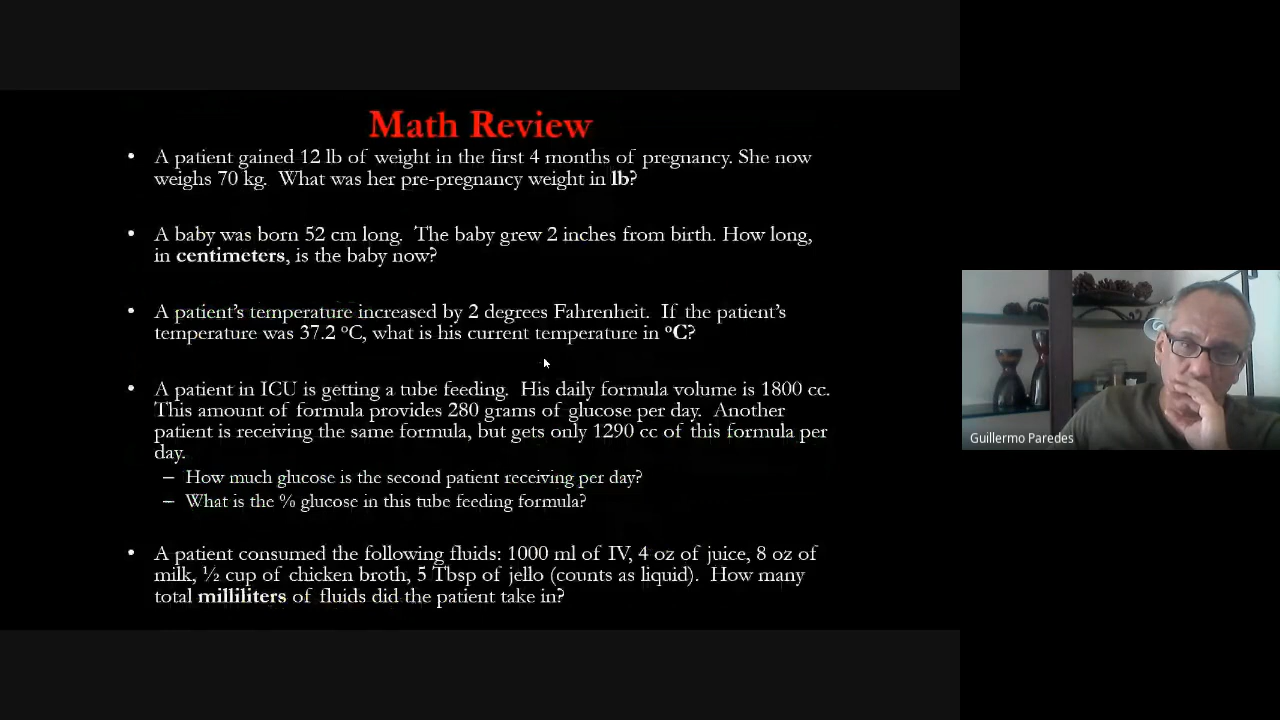 Math Review
• A patient gained 12 lb of weight in the first 4 months of pregnancy. She now
weighs 70 kg. What was her pre-pregnancy weight in lb?
• A baby was born 52 cm long. The baby grew 2 inches from birth. How long,
in centimeters, is the baby now?
• A patient's temperature increased by 2 degrees Fahrenheit. If the patient's
temperature was 37.2 ºC, what is his current temperature in ºC?
• A patient in ICU is getting a tube feeding. His daily formula volume is 1800 cc.
This amount of formula provides 280 grams of glucose per day. Another
patient is receiving the same formula, but gets only 1290 cc of this formula per
day.
– How much glucose is the second patient receiving per day?
– What is the % glucose in this tube feeding formula?
• A patient consumed the following fluids: 1000 ml of IV, 4 oz of juice, 8 oz of
milk, ½ cup of chicken broth, 5 Tbsp of jello (counts as liquid). How many
total milliliters of fluids did the patient take in?
Guillermo Paredes